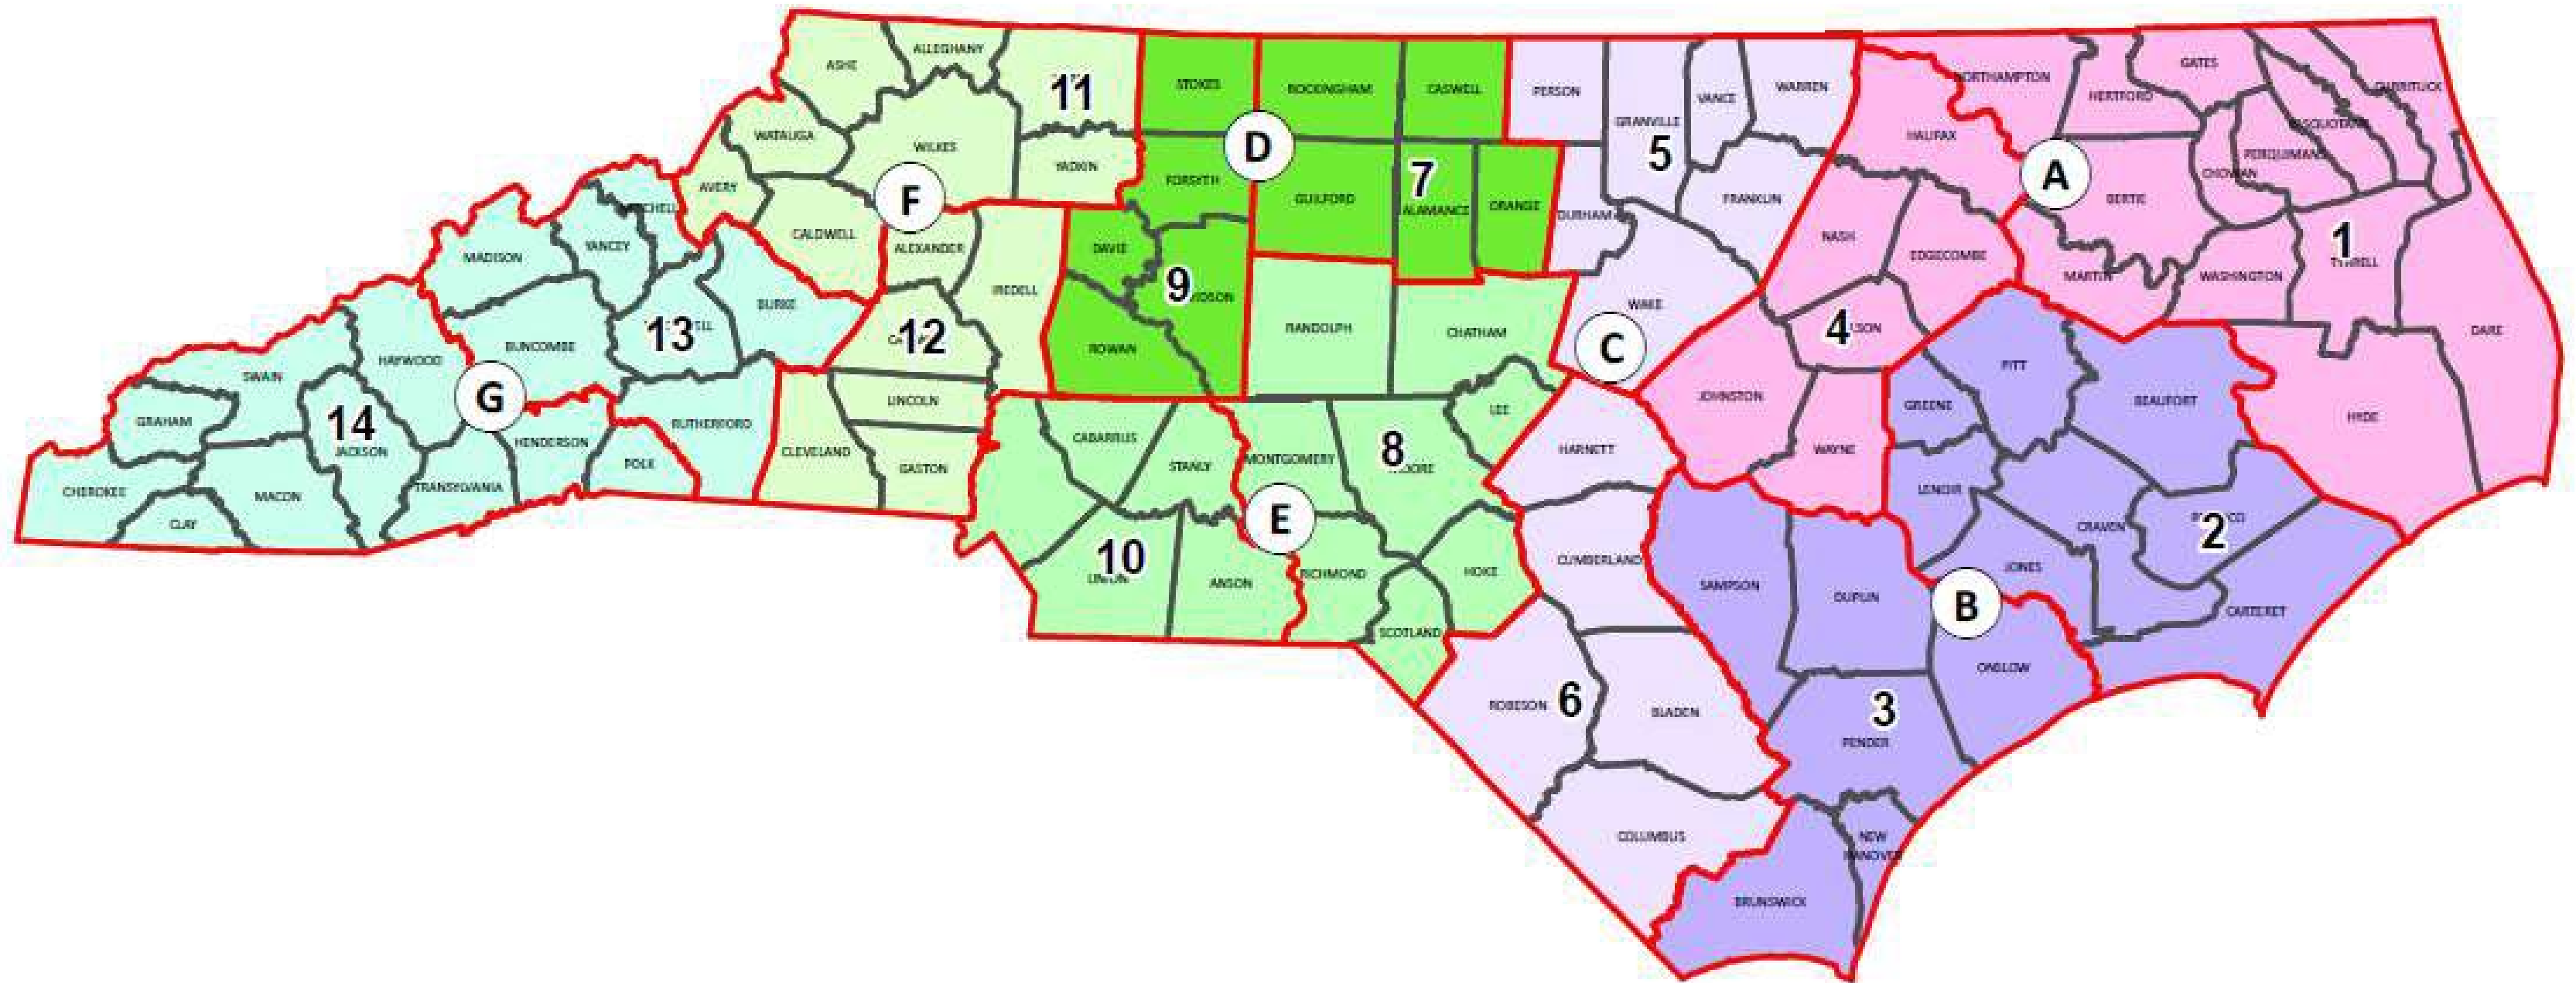 ASHE
ALLEGHANY
11
STOKES
ROCKINGHAM
CASWELL
PERSON
GRANVILLE
VANCE
WARREN
NORTHAMPTON
HERTFORD
GATES
CURRITUCK
WATAUGA
WILKES
YADKIN
FORSYTH
D
GUILFORD
7
ALAMANCE
ORANGE
DURHAM
5
FRANKLIN
HALIFAX
A
BERTIE
CHOWAN
PERQUIMANS
PASQUOTANK
AVERY
F
CALDWELL
ALEXANDER
IREDELL
DAVIE
9
NASH
EDGECOMBE
MARTIN
WASHINGTON
1
MADISON
YANCEY
BURKE
13
12
ROWAN
RANDOLPH
CHATHAM
WAKE
C
4
PITT
BEAUFORT
DARE
HYDE
SWAIN
HAYWOOD
BUNCOMBE
G
GRAHAM
14
JACKSON
HENDERSON
POLK
RUTHERFORD
CLEVELAND
LINCOLN
GASTON
CABARRUS
STANLY
MONTGOMERY
8
LEE
HARNETT
JOHNSTON
WAYNE
GREENE
LENOIR
CRAVEN
2
CHEROKEE
CLAY
MACON
TRANSYLVANIA
10
ANSON
E
RICHMOND
HOKE
SCOTLAND
CUMBERLAND
SAMPSON
DUPLIN
B
JONES
CARTERET
ONSLOW
ROBESON
6
BLADEN
3
PENDER
COLUMBUS
NEW
HANOVER
BRUNSWICK